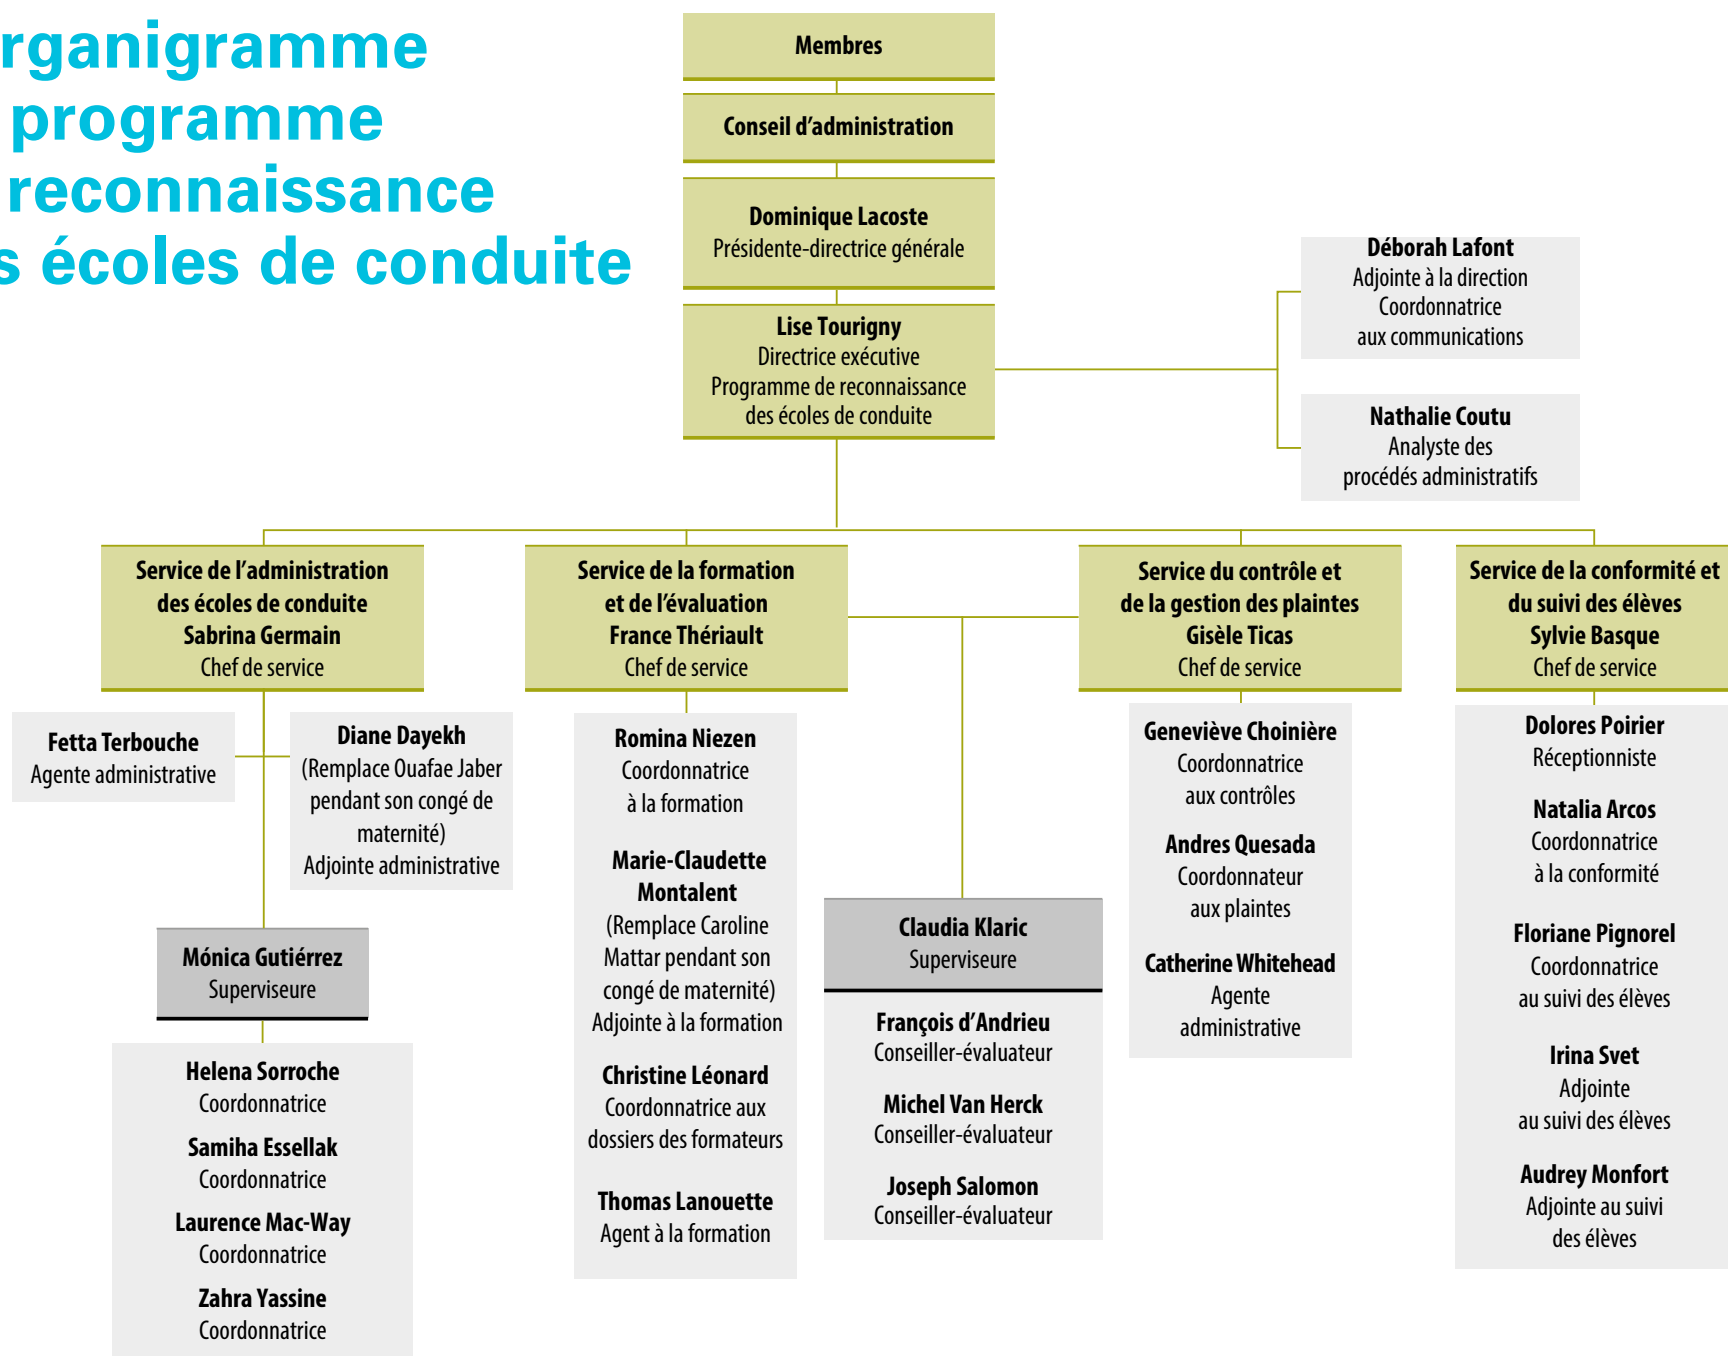 rganigramme
programme
reconnaissance
s écoles de conduite
Membres
Conseil d'administration
Dominique Lacoste
Présidente-directrice générale
Lise Tourigny
Directrice exécutive
Programme de reconnaissance
des écoles de conduite
Déborah Lafont
Adjointe à la direction
Coordonnatrice
aux communications
Nathalie Coutu
Analyste des
procédés administratifs
Service de l'administration
des écoles de conduite
Sabrina Germain
Chef de service
Fetta Terbouche
Agente administrative
Diane Dayekh
(Remplace Ouafae Jaber
pendant son congé de
maternité)
Adjointe administrative
Mónica Gutiérrez
Superviseure
Helena Sorroche
Coordonnatrice
Samiha Essellak
Coordonnatrice
Laurence Mac-Way
Coordonnatrice
Zahra Yassine
Coordonnatrice
Service de la formation
et de l'évaluation
France Thériault
Chef de service
Romina Niezen
Coordonnatrice
à la formation
Marie-Claudette
Montalent
(Remplace Caroline
Mattar pendant son
congé de maternité)
Adjointe à la formation
Christine Léonard
Coordonnatrice aux
dossiers des formateurs
Thomas Lanouette
Agent à la formation
Claudia Klaric
Superviseure
François d'Andrieu
Conseiller-évaluateur
Michel Van Herck
Conseiller-évaluateur
Joseph Salomon
Conseiller-évaluateur
Service du contrôle et
de la gestion des plaintes
Gisèle Ticas
Chef de service
Geneviève Choinière
Coordonnatrice
aux contrôles
Andres Quesada
Coordonnateur
aux plaintes
Catherine Whitehead
Agente
administrative
Service de la conformité et
du suivi des élèves
Sylvie Basque
Chef de service
Dolores Poirier
Réceptionniste
Natalia Arcos
Coordonnatrice
à la conformité
Floriane Pignorel
Coordonnatrice
au suivi des élèves
Irina Svet
Adjointe
au suivi des élèves
Audrey Monfort
Adjointe au suivi
des élèves